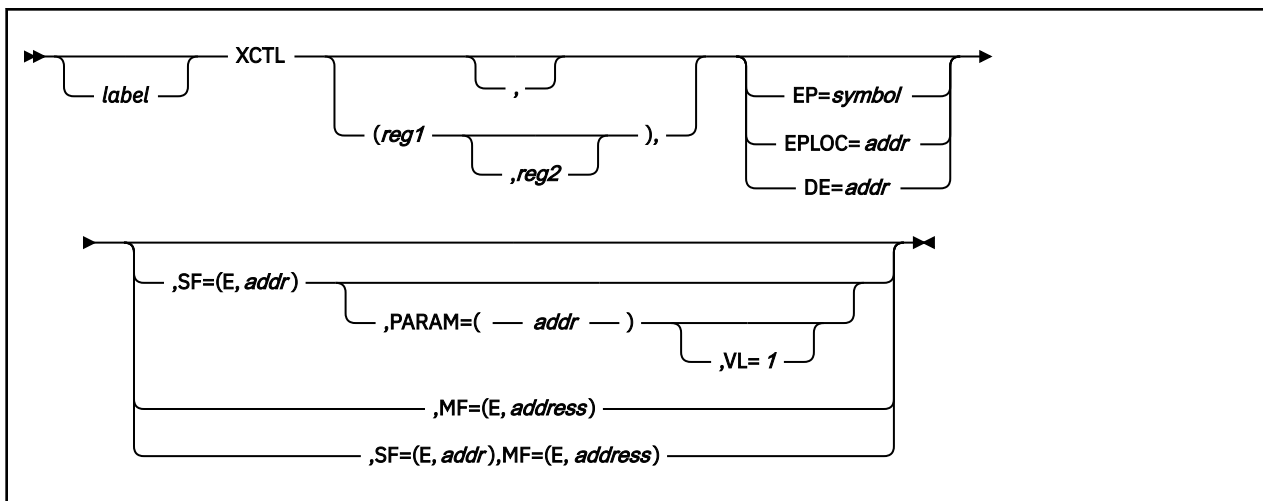 XCTL
label
,
EP=symbol
(reg1 ),
EPLOC=addr
,reg2
DE=addr
,SF=(E,addr)
,PARAM=( addr )
,VL=1
,MF=(E,address)
,SF=(E,addr),MF=(E,address)